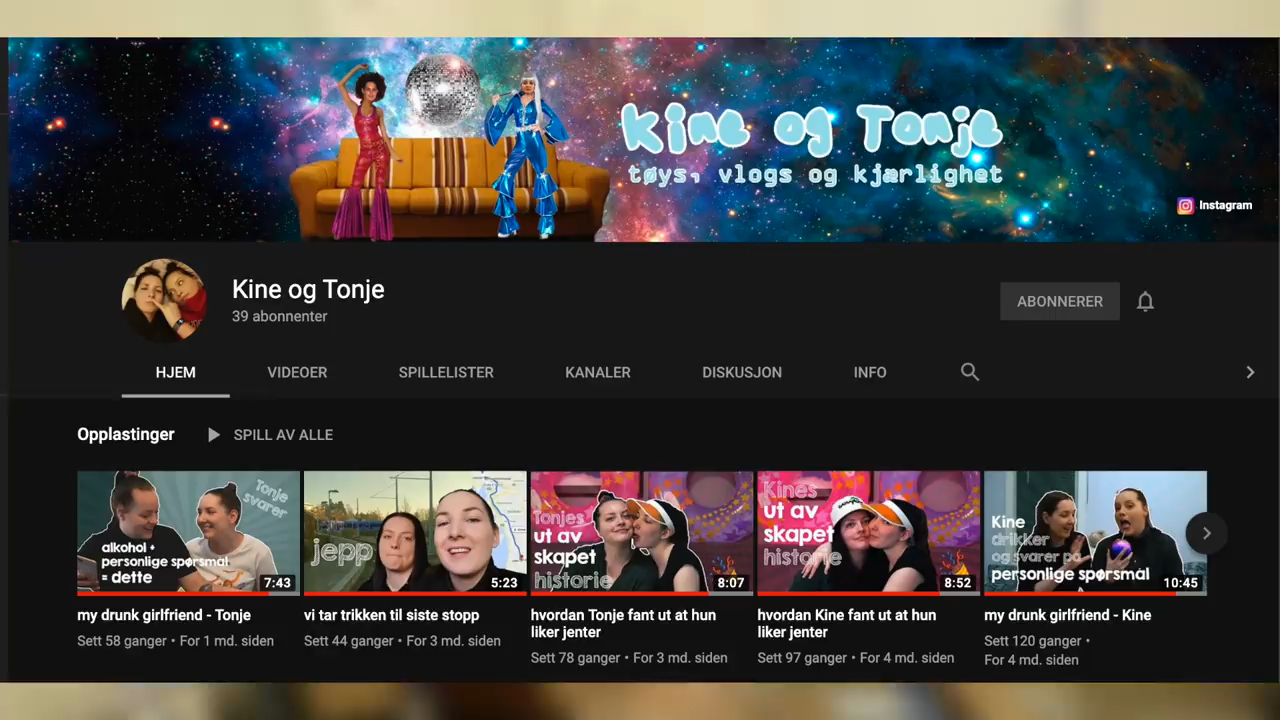 Kine og Tonje
tøys, vlogs og kjærlighet
Instagram
Kine og Tonje
39 abonnenter
ABONNERER
HJEM
VIDEOER
SPILLELISTER
KANALER
DISKUSJON
INFO
Opplastinger
SPILL AV ALLE
Tonje
svarer
alkohol +
personlige spørsmål
= dette
7:43
jepp
5:23
Tonjes
ut av
skapet
historie
8:07
Kines
ut av
skapet
historie
8:52
Kine
drikker
og svarer på
personlige spørsmål
10:45
my drunk girlfriend - Tonje
Sett 58 ganger • For 1 md. siden
vi tar trikken til siste stopp
Sett 44 ganger • For 3 md. siden
hvordan Tonje fant ut at hun
liker jenter
Sett 78 ganger • For 3 md. siden
hvordan Kine fant ut at hun
liker jenter
Sett 97 ganger • For 4 md. siden
my drunk girlfriend - Kine
Sett 120 ganger •
For 4 md. siden